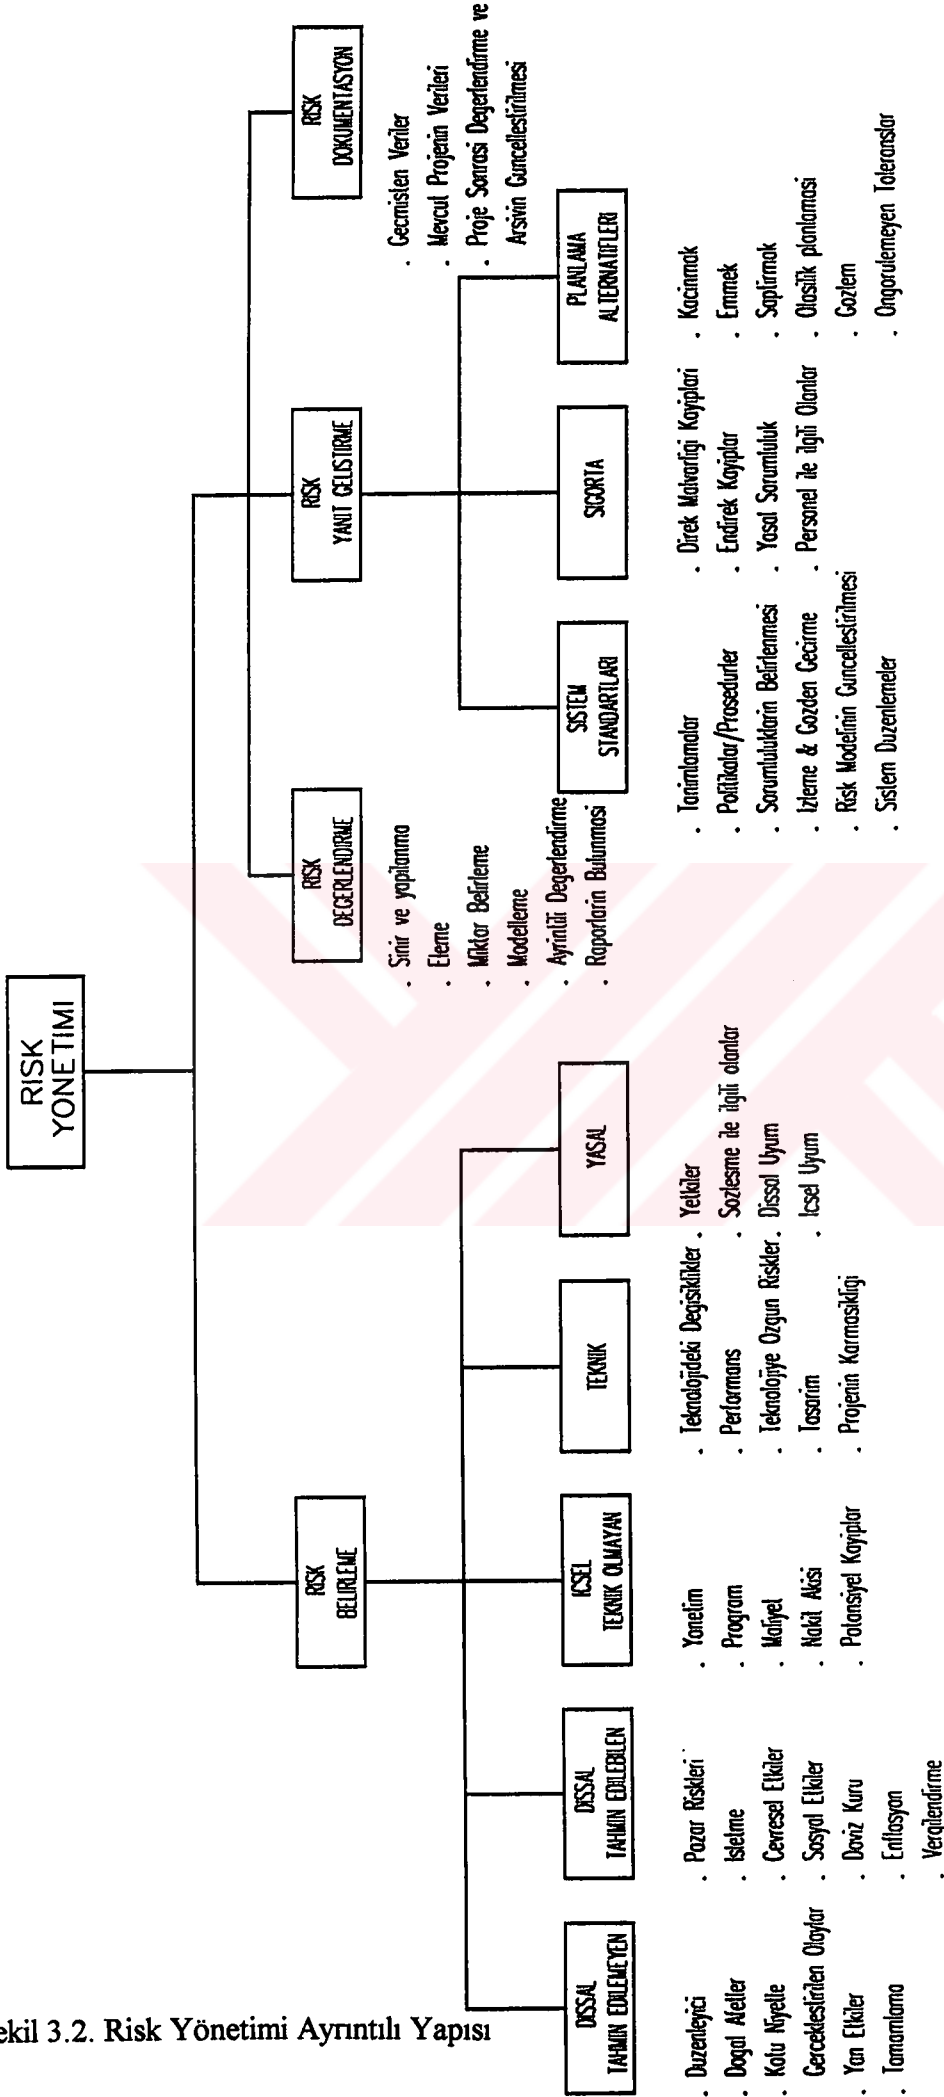 RISK
YONETIMI
RISK
BELIRLEME
RISK
DEGERLENDIRME
RISK
YANIT GELISTIRME
RISK
DOKUMENTASYON
. Sinir ve yapilanma
. Eleme
. Miktar Belirleme
. Modelleme
. Ayrintili Degerlendirme
. Raporlarin Bulunmasi
. Gecmisten Veriler
. Mevcut Projenin Verileri
. Proje Sonrasi Degerlendirme ve
Arsivin Guncellestirilmesi
DISSAL
TAHMIN EDILEMEYEN
DISSAL
TAHMIN EDILEBILEN
ICSEL
TEKNIK OLMAYAN
TEKNIK
YASAL
SISTEM
STANDARTLARI
SIGORTA
PLANLAMA
ALTERNATIFLERI
. Duzenleyici
. Dogal Afetler
. Kotu Niyetle
Gerceklestirilen Olaylar
. Yan Etkiler
. Tamamlama
. Pazar Riskleri
. Isletme
. Cevresel Etkiler
. Sosyal Etkiler
. Doviz Kuru
. Enflasyon
. Vergilendirme
. Yonetim
. Program
. Maliyet
. Nakit Akisi
. Potansiyel Kayiplar
. Teknolojideki Degisiklikler
. Performans
. Teknolojiye Ozgun Riskler
. Tasarim
. Projenin Karmasikligi
. Yetkiler
. Sozlesme ile ilgili olanlar
. Dissal Uyum
. Icsel Uyum
. Tanimlamalar
. Politikalar/Prosedurler
. Sorumluluklarin Belirlenmesi
. Izleme & Gozden Gecirme
. Risk Modelinin Guncellestirilmesi
. Sistem Duzenlemeler
. Direk Malvarligi Kayiplari
. Endirek Kayiplar
. Yasal Sorumluluk
. Personel ile ilgili Olanlar
. Kacinmak
. Emmek
. Saptirmak
. Olasilik planlamasi
. Gozlem
. Ongorulemeyen Toleranslar
ekil 3.2. Risk Yönetimi Ayrıntılı Yapısı